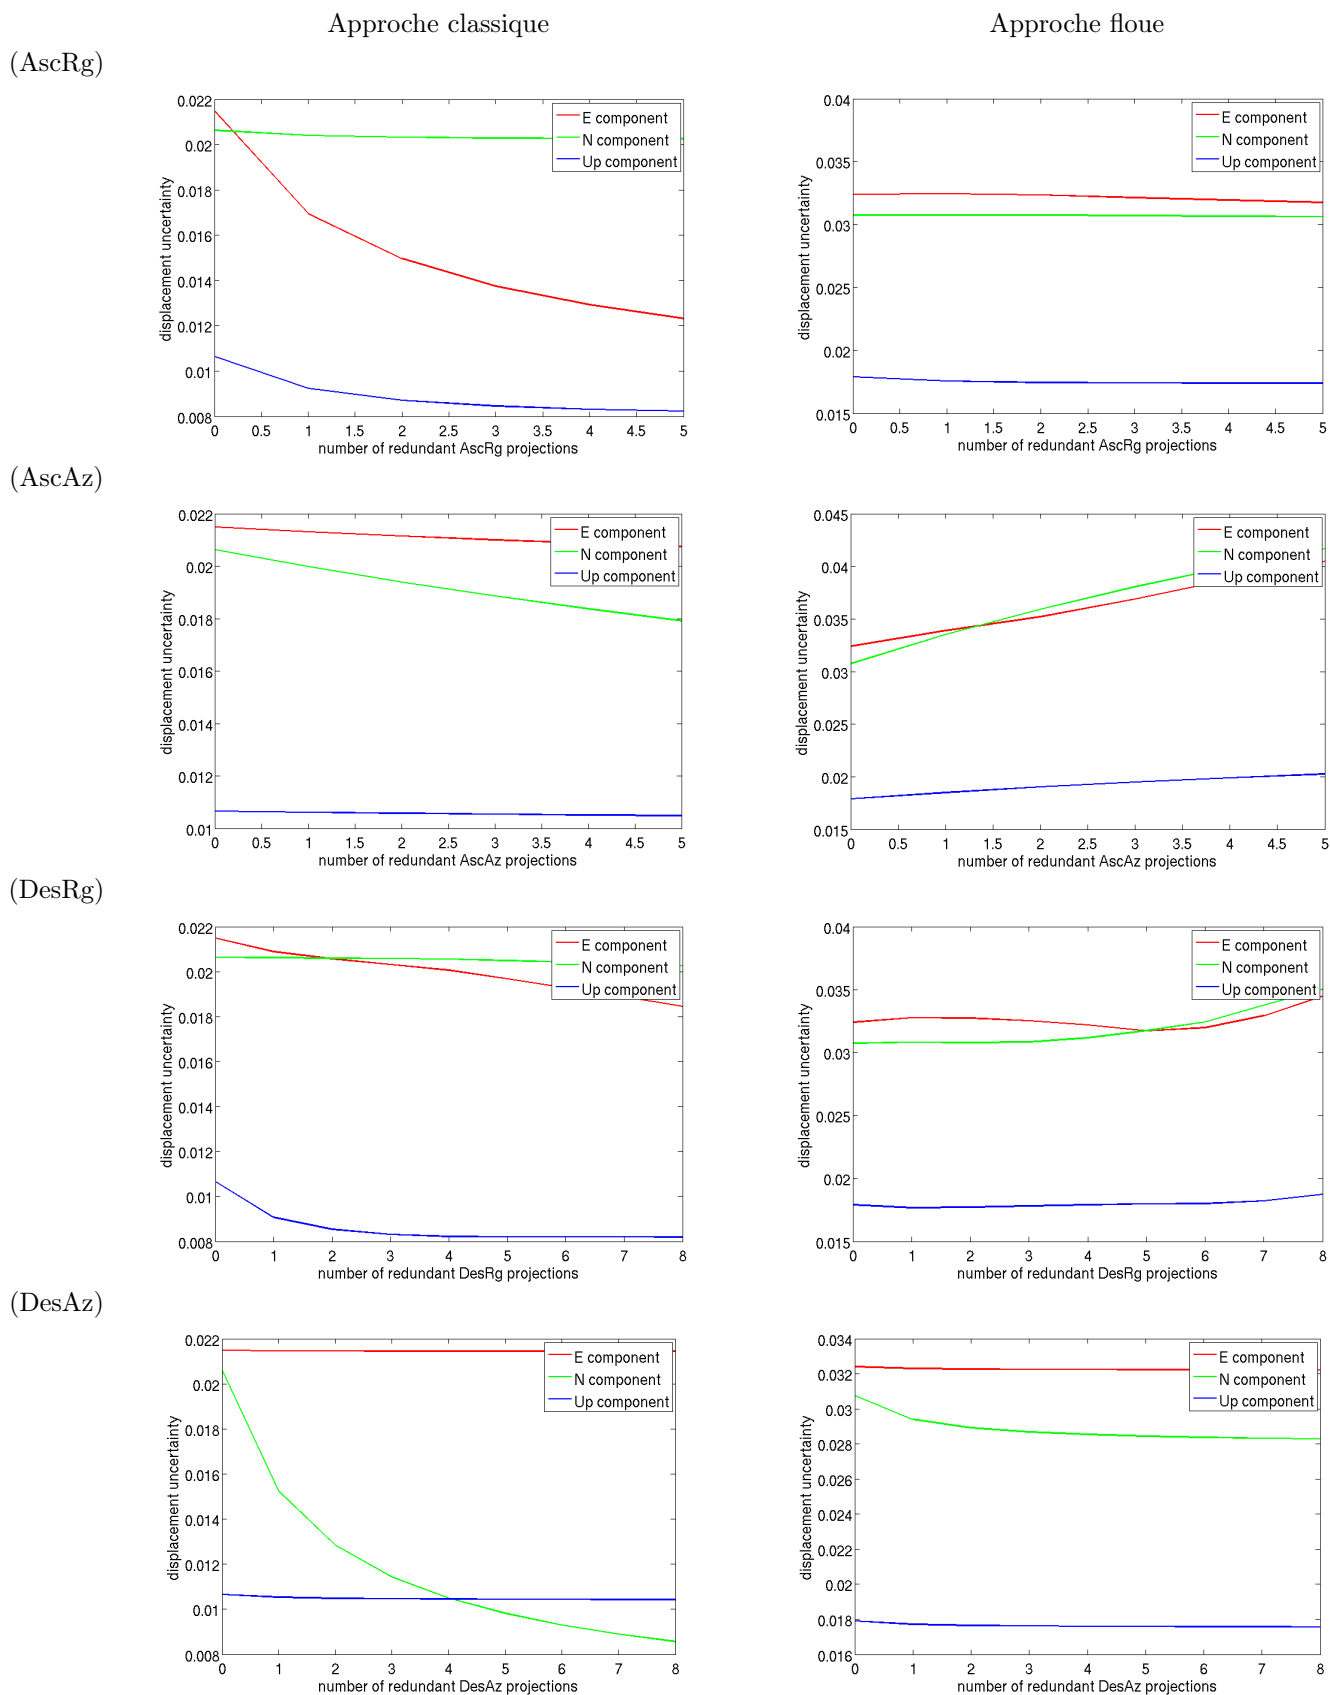 Approche classique
Approche floue
(AscRg)
0.022
0.02
0.018
0.016
0.014
0.012
0.01
0.008
displacement uncertainty
E component
N component
Up component
0 0.5 1 1.5 2 2.5 3 3.5 4 4.5 5
number of redundant AscRg projections
0.04
0.035
0.03
0.025
0.02
0.015
displacement uncertainty
E component
N component
Up component
0 0.5 1 1.5 2 2.5 3 3.5 4 4.5 5
number of redundant AscRg projections
(AscAz)
0.022
0.02
0.018
0.016
0.014
0.012
0.01
displacement uncertainty
E component
N component
Up component
0 0.5 1 1.5 2 2.5 3 3.5 4 4.5 5
number of redundant AscAz projections
0.045
0.04
0.035
0.03
0.025
0.02
0.015
displacement uncertainty
E component
N component
Up component
0 0.5 1 1.5 2 2.5 3 3.5 4 4.5 5
number of redundant AscAz projections
(DesRg)
0.022
0.02
0.018
0.016
0.014
0.012
0.01
0.008
displacement uncertainty
E component
N component
Up component
0 1 2 3 4 5 6 7 8
number of redundant DesRg projections
0.04
0.035
0.03
0.025
0.02
0.015
displacement uncertainty
E component
N component
Up component
0 1 2 3 4 5 6 7 8
number of redundant DesRg projections
(DesAz)
0.022
0.02
0.018
0.016
0.014
0.012
0.01
0.008
displacement uncertainty
E component
N component
Up component
0 1 2 3 4 5 6 7 8
number of redundant DesAz projections
0.034
0.032
0.03
0.028
0.026
0.024
0.022
0.02
0.018
0.016
displacement uncertainty
E component
N component
Up component
0 1 2 3 4 5 6 7 8
number of redundant DesAz projections